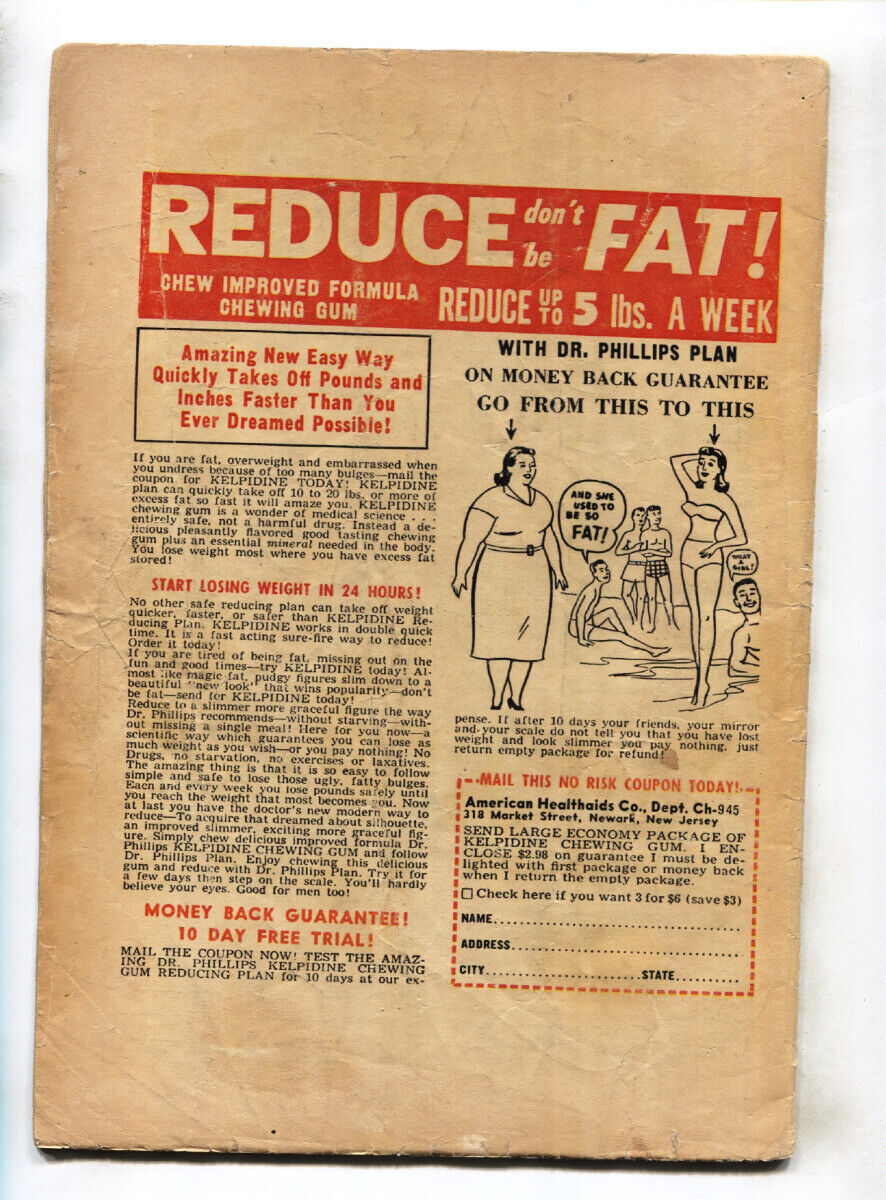 REDUCE don't be FAT!
CHEW IMPROVED FORMULA
CHEWING GUM
REDUCE UP TO 5 lbs. A WEEK
Amazing New Easy Way
Quickly Takes Off Pounds and
Inches Faster Than You
Ever Dreamed Possible!
If you are fat, overweight and embarrassed when
you undress because of too many bulges—mail the
coupon for KELPIDINE TODAY! KELPIDINE
plan can quickly take off 10 to 20 lbs. or more of
excess fat so fast it will amaze you. KELPIDINE
chewing gum is a wonder of medical science . . .
entirely safe, not a harmful drug. Instead a de-
licious pleasantly flavored good tasting chewing
gum plus an essential mineral needed in the body.
You lose weight most where you have excess fat
stored!
START LOSING WEIGHT IN 24 HOURS!
No other safe reducing plan can take off weight
quicker, faster, or safer than KELPIDINE Re-
ducing Plan. KELPIDINE works in double quick
time. It is a fast acting sure-fire way to reduce!
Order it today!
If you are tired of being fat, missing out on the
fun and good times—try KELPIDINE today! Al-
most like magic fat, pudgy figures slim down to a
beautiful "new look" that wins popularity—don't
be fat—send for KELPIDINE today!
Reduce to a slimmer more graceful figure the way
Dr. Phillips recommends—without starving—with-
out missing a single meal! Here for you now—a
scientific way which guarantees you can lose as
much weight as you wish—or you pay nothing! No
Drugs, no starvation, no exercises or laxatives.
The amazing thing is that it is so easy to follow
simple and safe to lose those ugly, fatty bulges.
Each and every week you lose pounds safely until
you reach the weight that most becomes you. Now
at last you have the doctor's new modern way to
reduce—To acquire that dreamed about silhouette,
an improved slimmer, exciting more graceful fig-
ure. Simply chew delicious improved formula Dr.
Phillips KELPIDINE CHEWING GUM and follow
Dr. Phillips Plan. Enjoy chewing this delicious
gum and reduce with Dr. Phillips Plan. Try it for
a few days then step on the scale. You'll hardly
believe your eyes. Good for men too!
MONEY BACK GUARANTEE!
10 DAY FREE TRIAL!
MAIL THE COUPON NOW! TEST THE AMAZ-
ING DR. PHILLIPS KELPIDINE CHEWING
GUM REDUCING PLAN for 10 days at our ex-
WITH DR. PHILLIPS PLAN
ON MONEY BACK GUARANTEE
GO FROM THIS TO THIS
AND SHE
USED TO
BE SO
FAT!
WHAT
A
GIRL!
pense. If after 10 days your friends, your mirror
and your scale do not tell you that you have lost
weight and look slimmer you pay nothing, just
return empty package for refund!
MAIL THIS NO RISK COUPON TODAY!
American Healthaids Co., Dept. Ch-945
318 Market Street, Newark, New Jersey
SEND LARGE ECONOMY PACKAGE OF
KELPIDINE CHEWING GUM. I EN-
CLOSE $2.98 on guarantee I must be de-
lighted with first package or money back
when I return the empty package.
☐ Check here if you want 3 for $6 (save $3)
NAME
ADDRESS
CITY STATE